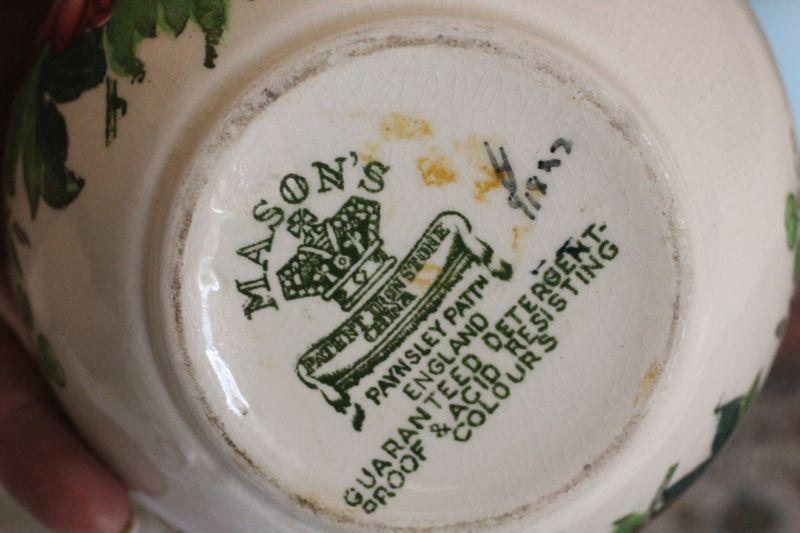 MASON'S
PATENT IRONSTONE
CHINA
PAYNSLEY PATTN
ENGLAND
GUARANTEED DETERGENT-
PROOF & ACID RESISTING
COLOURS